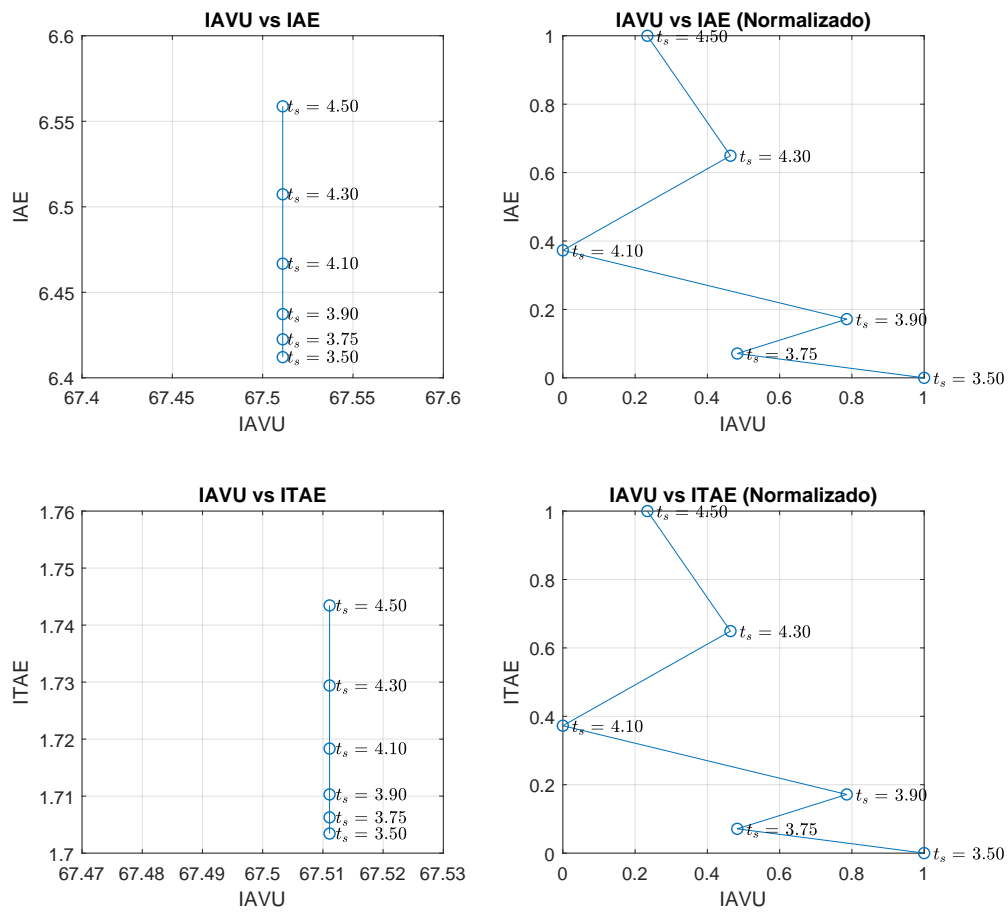 IAVU vs IAE
6.6
6.55
6.5
6.45
6.4
IAE
t_s = 4.50
t_s = 4.30
t_s = 4.10
t_s = 3.90
t_s = 3.75
t_s = 3.50
67.4 67.45 67.5 67.55 67.6
IAVU
IAVU vs IAE (Normalizado)
1
0.8
0.6
0.4
0.2
0
IAE
t_s = 4.50
t_s = 4.30
t_s = 4.10
t_s = 3.90
t_s = 3.75
t_s = 3.50
0 0.2 0.4 0.6 0.8 1
IAVU
IAVU vs ITAE
1.76
1.75
1.74
1.73
1.72
1.71
1.7
ITAE
t_s = 4.50
t_s = 4.30
t_s = 4.10
t_s = 3.90
t_s = 3.75
t_s = 3.50
67.47 67.48 67.49 67.5 67.51 67.52 67.53
IAVU
IAVU vs ITAE (Normalizado)
1
0.8
0.6
0.4
0.2
0
ITAE
t_s = 4.50
t_s = 4.30
t_s = 4.10
t_s = 3.90
t_s = 3.75
t_s = 3.50
0 0.2 0.4 0.6 0.8 1
IAVU